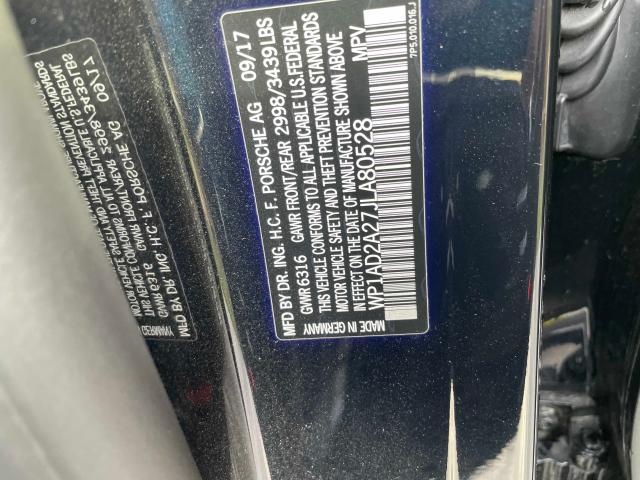 MFD BY DR. ING. H.C. F. PORSCHE AG 09/17
GWR 6316 GAWR FRONT/REAR 2998/3439 LBS
THIS VEHICLE CONFORMS TO ALL APPLICABLE U.S. FEDERAL
MOTOR VEHICLE SAFETY AND THEFT PREVENTION STANDARDS
IN EFFECT ON THE DATE OF MANUFACTURE SHOWN ABOVE
WP1AD2A27JLA80528 MPV
MADE IN GERMANY
7P5.010.016.J